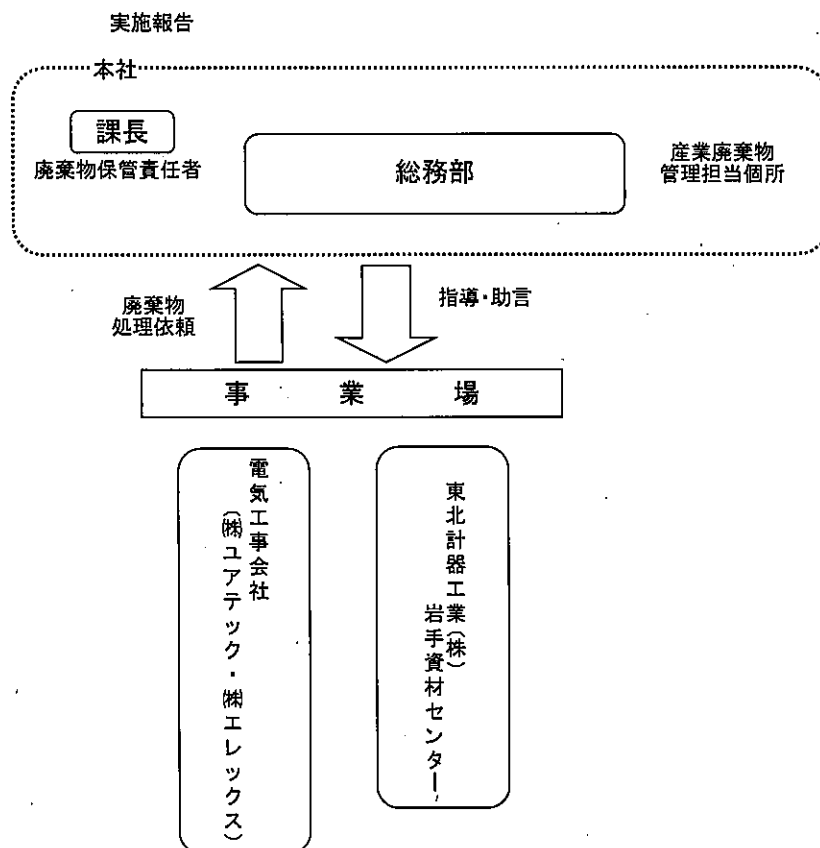 実施報告
本社
課長
廃棄物保管責任者
総務部
産業廃棄物
管理担当個所
廃棄物
処理依頼
指導・助言
事業場
電気工事会社
(㈱ユアテック・㈱エレックス)
東北計器工業(株)
岩手資材センター